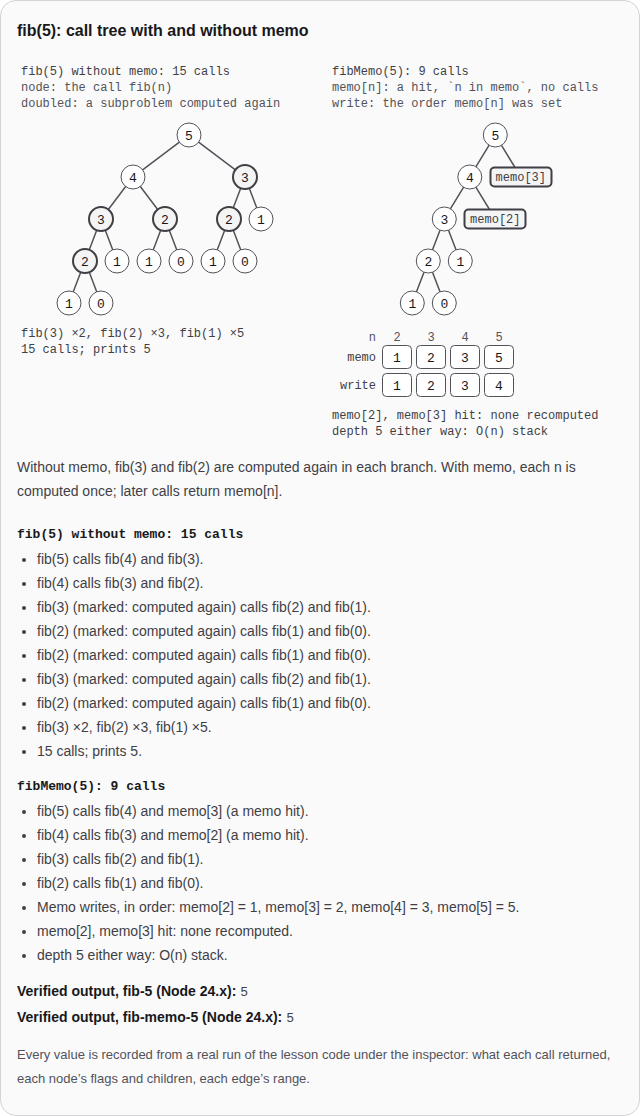 fib(5): call tree with and without memo
fib(5) without memo: 15 calls
node: the call fib(n)
doubled: a subproblem computed again
5
4
3
3
2
2
1
2
1
1
0
1
0
1
0
fib(3) ×2, fib(2) ×3, fib(1) ×5
15 calls; prints 5
fibMemo(5): 9 calls
memo[n]: a hit, `n in memo`, no calls
write: the order memo[n] was set
5
4 memo[3]
3 memo[2]
2 1
1 0
n 2 3 4 5
memo 1 2 3 5
write 1 2 3 4
memo[2], memo[3] hit: none recomputed
depth 5 either way: O(n) stack
Without memo, fib(3) and fib(2) are computed again in each branch. With memo, each n is
computed once; later calls return memo[n].
fib(5) without memo: 15 calls
• fib(5) calls fib(4) and fib(3).
• fib(4) calls fib(3) and fib(2).
• fib(3) (marked: computed again) calls fib(2) and fib(1).
• fib(2) (marked: computed again) calls fib(1) and fib(0).
• fib(2) (marked: computed again) calls fib(1) and fib(0).
• fib(3) (marked: computed again) calls fib(2) and fib(1).
• fib(2) (marked: computed again) calls fib(1) and fib(0).
• fib(3) ×2, fib(2) ×3, fib(1) ×5.
• 15 calls; prints 5.
fibMemo(5): 9 calls
• fib(5) calls fib(4) and memo[3] (a memo hit).
• fib(4) calls fib(3) and memo[2] (a memo hit).
• fib(3) calls fib(2) and fib(1).
• fib(2) calls fib(1) and fib(0).
• Memo writes, in order: memo[2] = 1, memo[3] = 2, memo[4] = 3, memo[5] = 5.
• memo[2], memo[3] hit: none recomputed.
• depth 5 either way: O(n) stack.
Verified output, fib-5 (Node 24.x): 5
Verified output, fib-memo-5 (Node 24.x): 5
Every value is recorded from a real run of the lesson code under the inspector: what each call returned,
each node’s flags and children, each edge’s range.